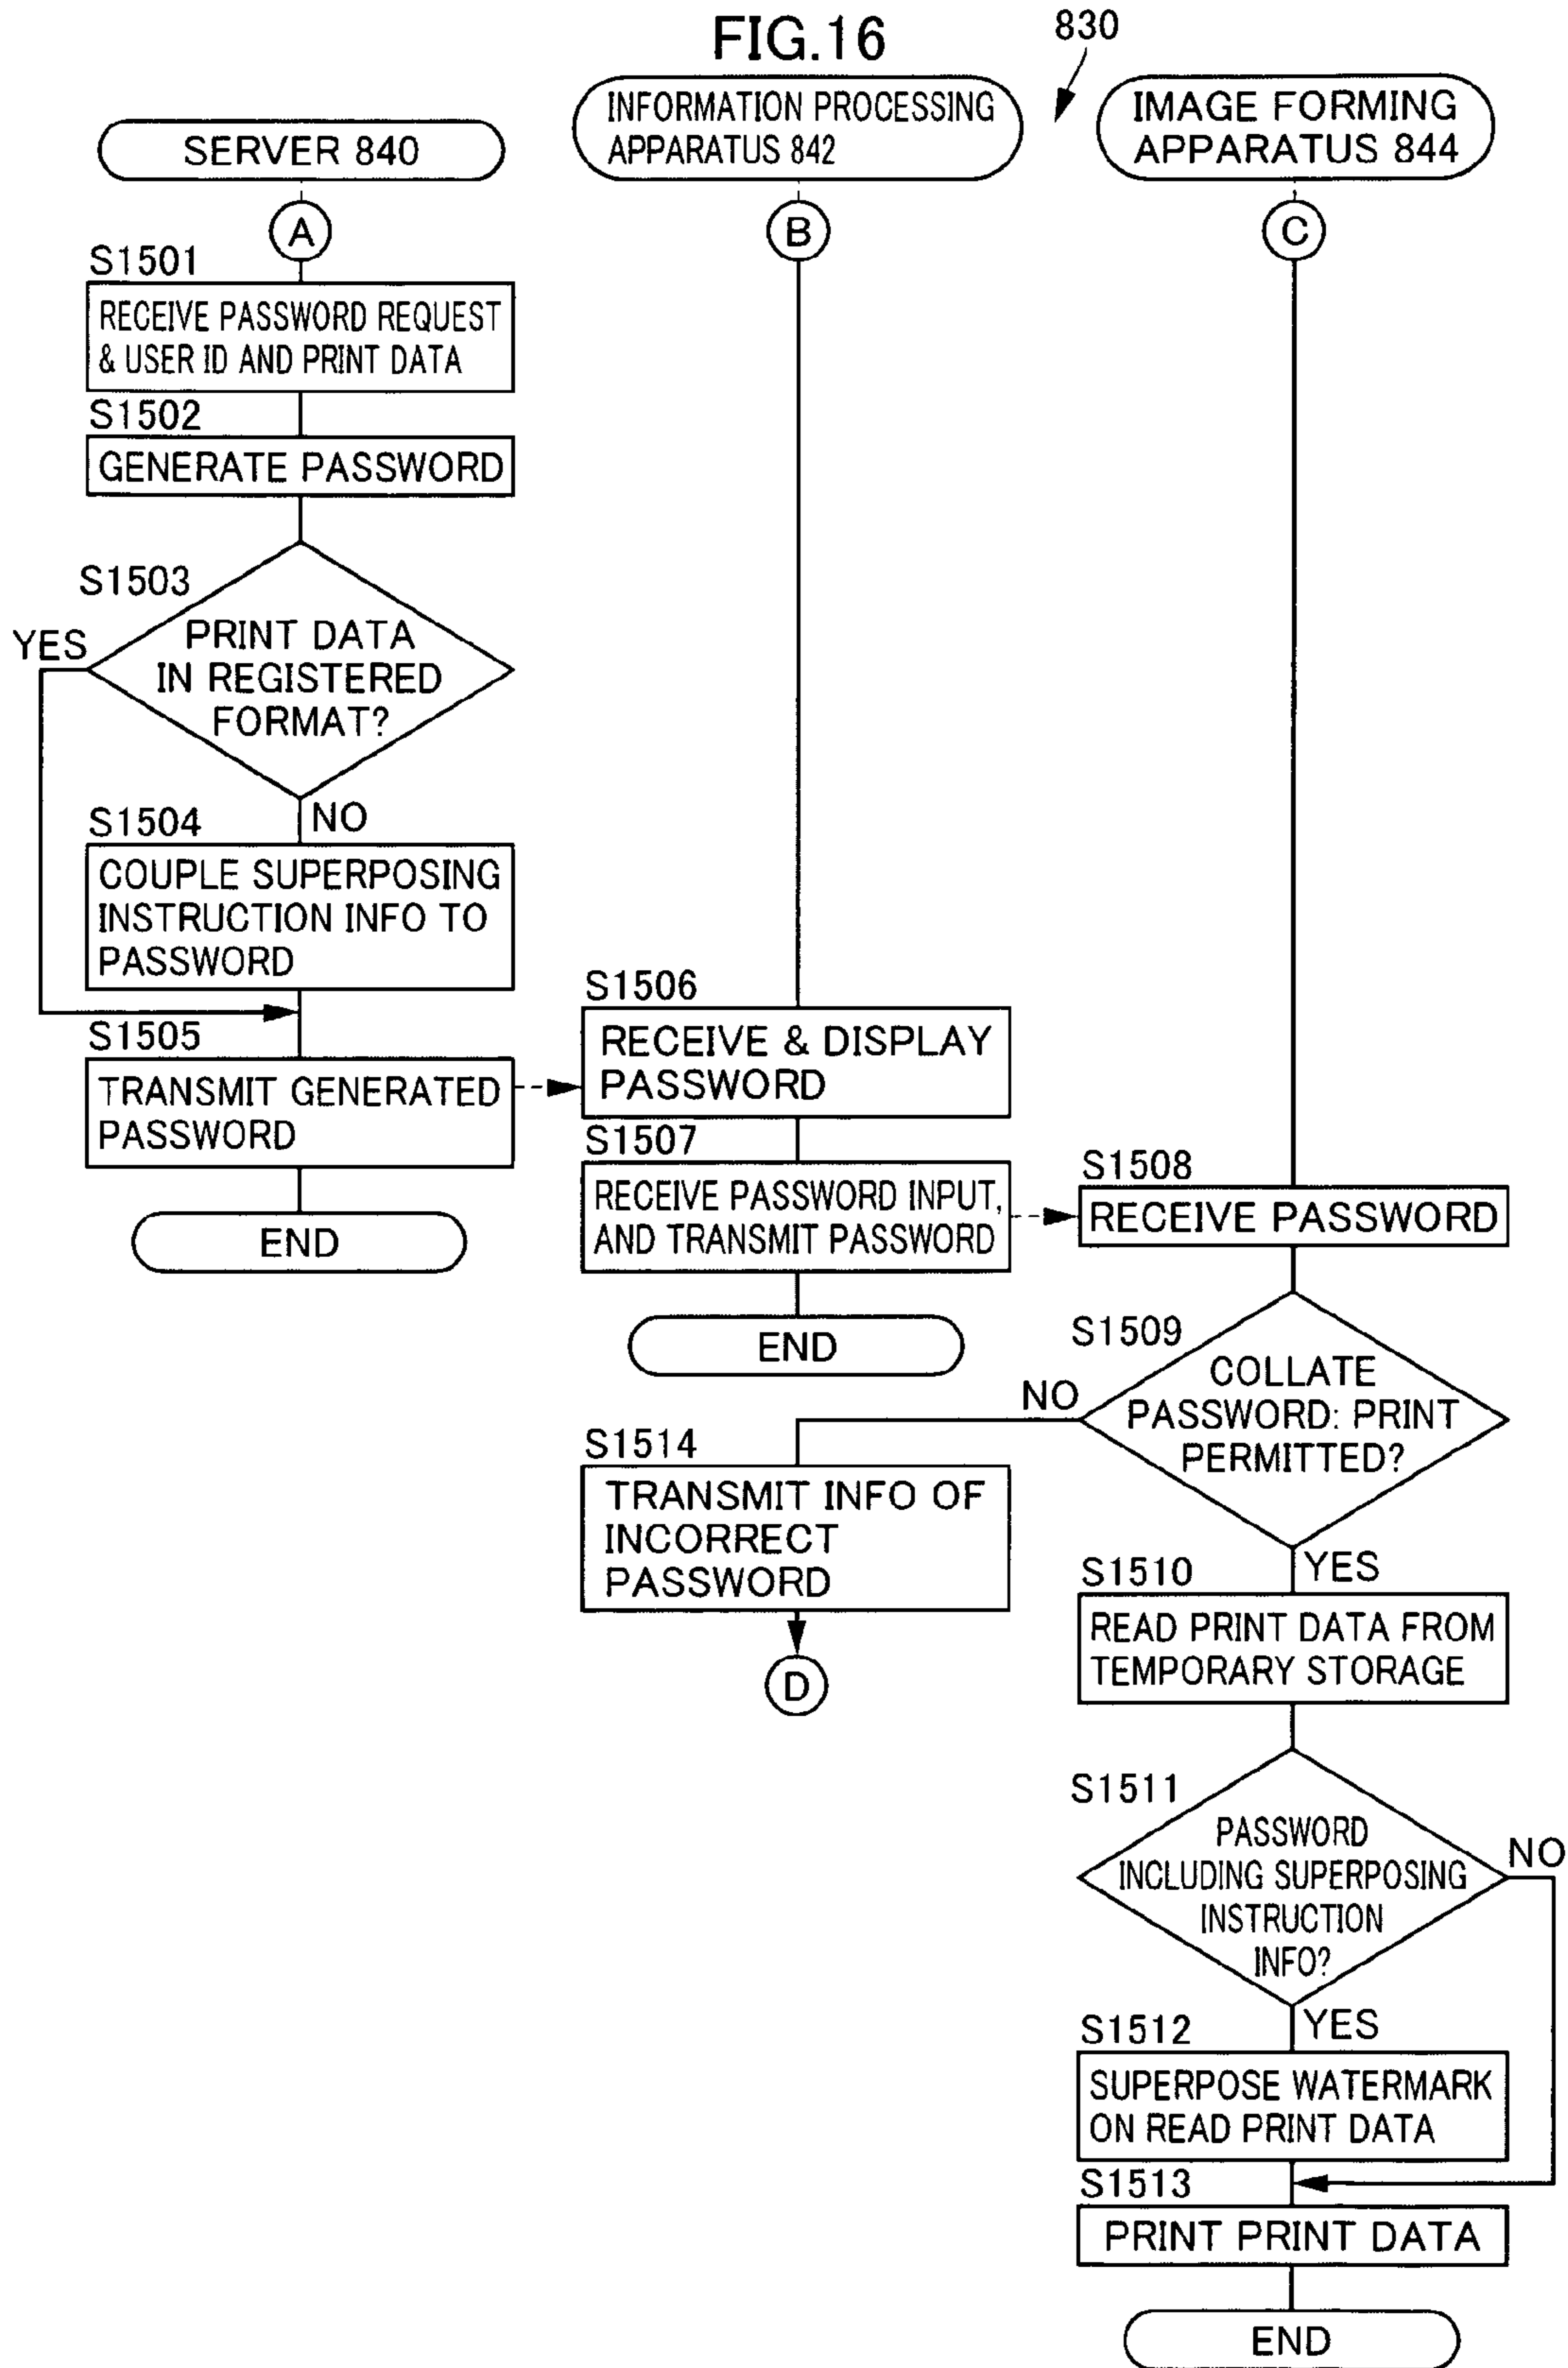 FIG.16
830
SERVER 840
INFORMATION PROCESSING
APPARATUS 842
IMAGE FORMING
APPARATUS 844
A
B
C
S1501
RECEIVE PASSWORD REQUEST
& USER ID AND PRINT DATA
S1502
GENERATE PASSWORD
S1503
YES
PRINT DATA
IN REGISTERED
FORMAT?
NO
S1504
COUPLE SUPERPOSING
INSTRUCTION INFO TO
PASSWORD
S1505
TRANSMIT GENERATED
PASSWORD
END
S1506
RECEIVE & DISPLAY
PASSWORD
S1507
RECEIVE PASSWORD INPUT,
AND TRANSMIT PASSWORD
END
S1508
RECEIVE PASSWORD
S1509
COLLATE
PASSWORD: PRINT
PERMITTED?
NO
S1514
TRANSMIT INFO OF
INCORRECT
PASSWORD
D
YES
S1510
READ PRINT DATA FROM
TEMPORARY STORAGE
S1511
PASSWORD
INCLUDING SUPERPOSING
INSTRUCTION
INFO?
NO
YES
S1512
SUPERPOSE WATERMARK
ON READ PRINT DATA
S1513
PRINT PRINT DATA
END